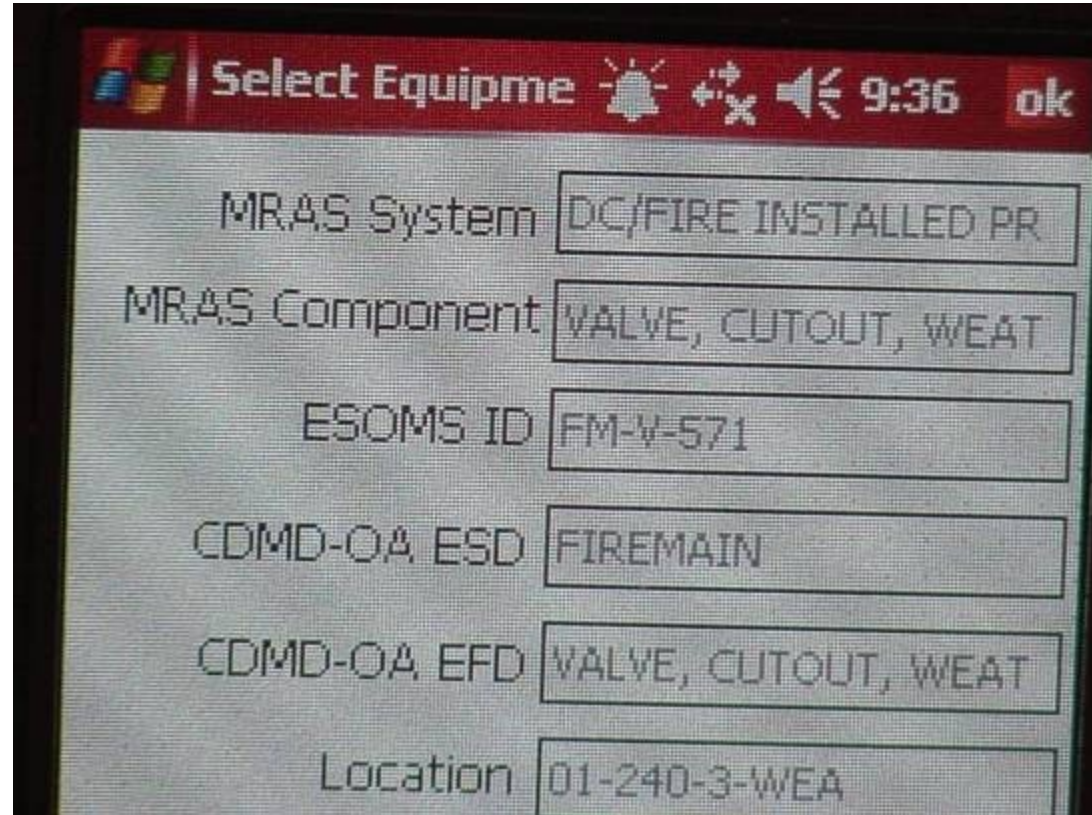 Select Equipme 9:36 ok
MRAS System DC/FIRE INSTALLED PR
MRAS Component VALVE, CUTOUT, WEAT
ESOMS ID FM-V-571
CDMD-OA ESD FIREMAIN
CDMD-OA EFD VALVE, CUTOUT, WEAT
Location 01-240-3-WEA